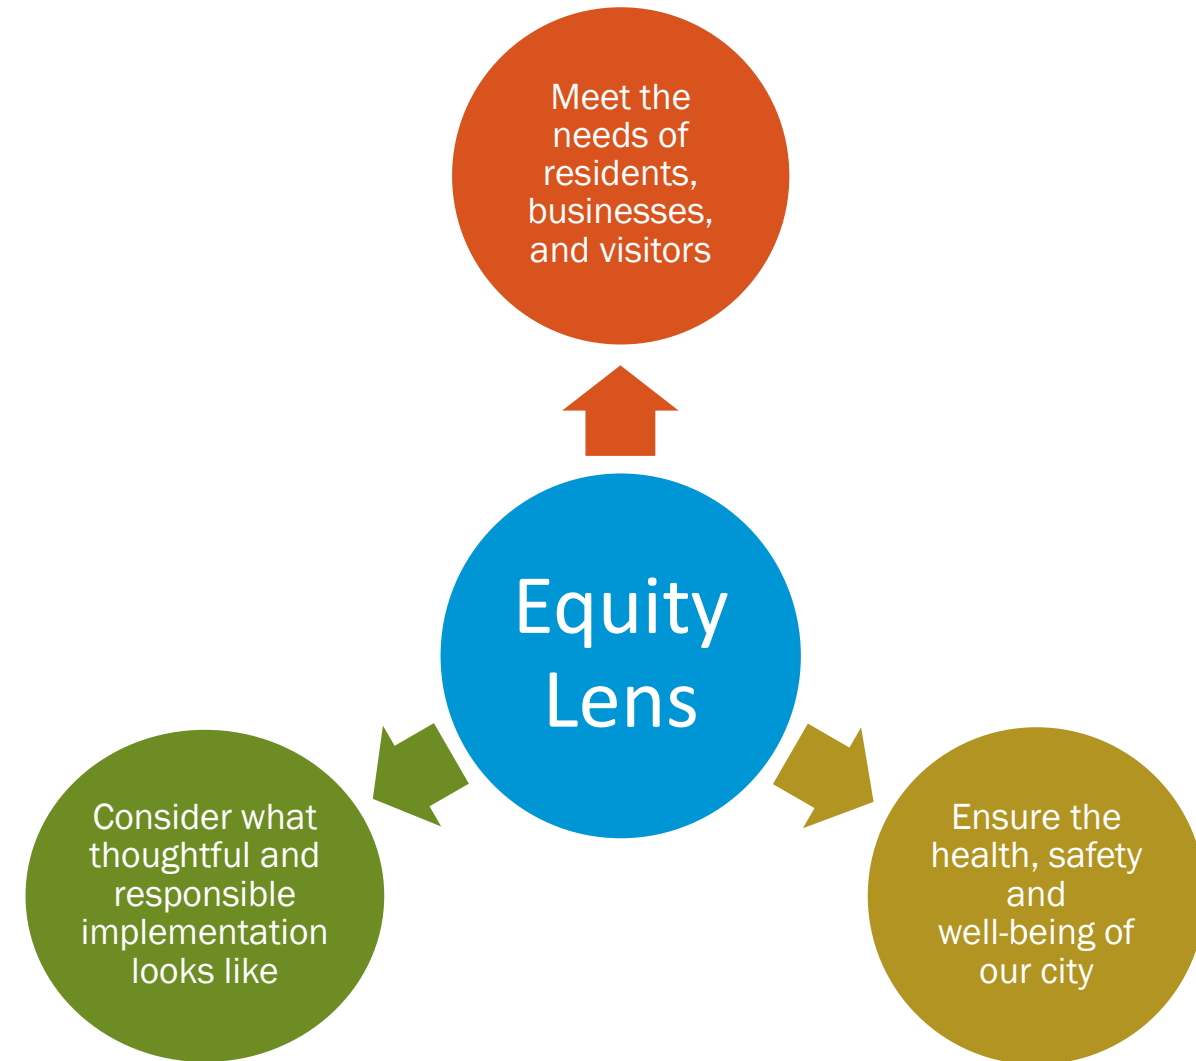 Meet the
needs of
residents,
businesses,
and visitors
Equity
Lens
Consider what
thoughtful and
responsible
implementation
looks like
Ensure the
health, safety
and
well-being of
our city